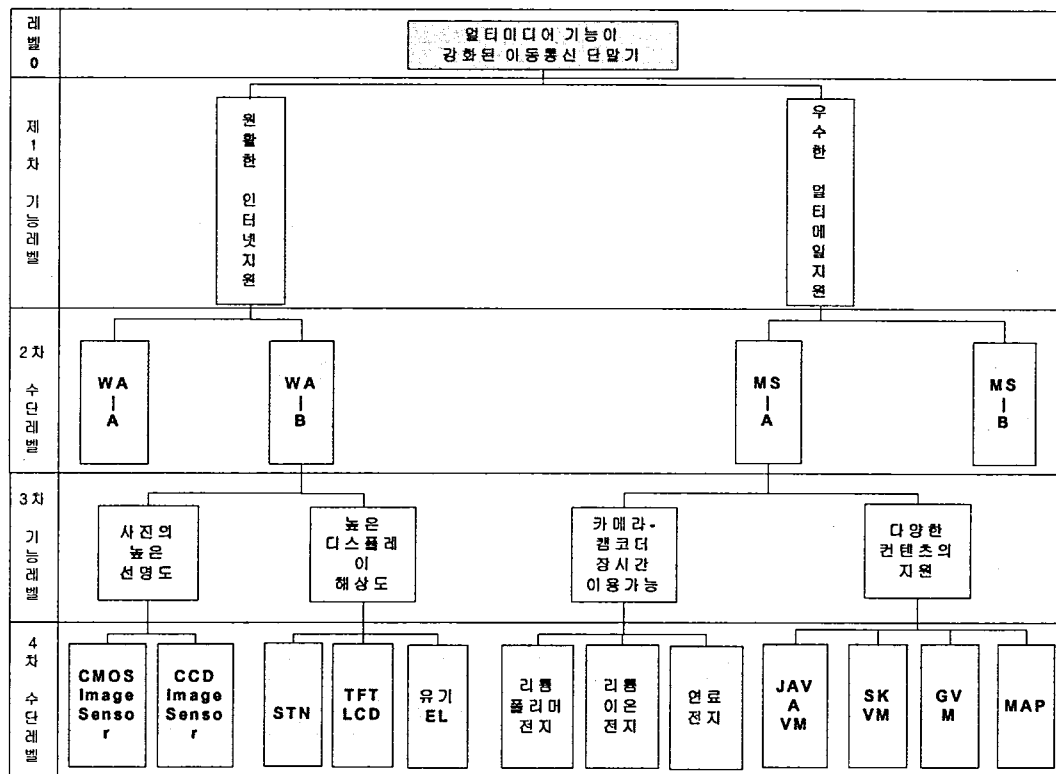 레
벨
0
멀티미디어 기능이
강화된 이동통신 단말기
제
1
차
기
능
레
벨
원
활
한
인
터
넷
지
원
우
수
한
멀
티
메
일
지
원
2차
수
단
레
벨
WA
|
A
WA
|
B
MS
|
A
MS
|
B
3차
기
능
레
벨
사진의
높은
선명도
높은
디스플레
이
해상도
카메라-
캠코더
장시간
이용가능
다양한
컨텐츠의
지원
4
차
수
단
레
벨
CMOS
Image
Senso
r
CCD
Image
Senso
r
STN
TFT
LCD
유기
EL
리튬
폴리머
전지
리튬
이온
전지
연료
전지
JAV
A
VM
SK
VM
GV
M
MAP